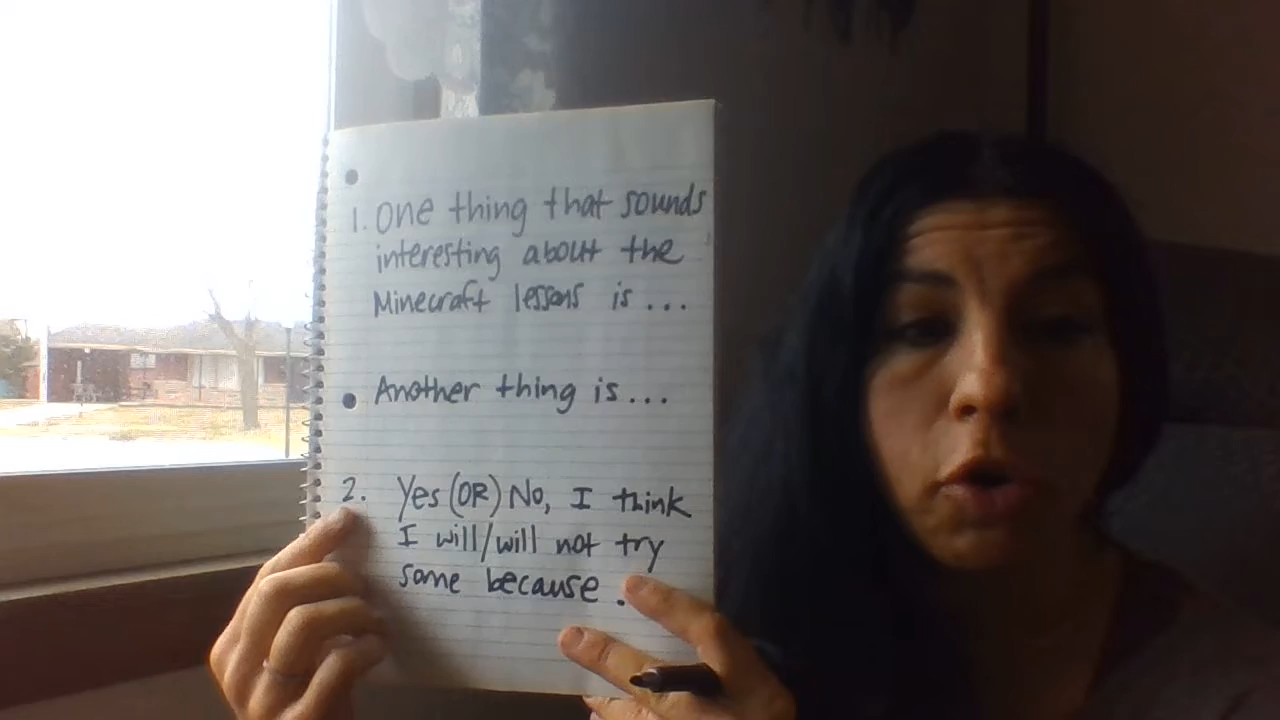 1. One thing that sounds
interesting about the
Minecraft lessons is...
Another thing is...
2. Yes (OR) No, I think
I will/will not try
some because .